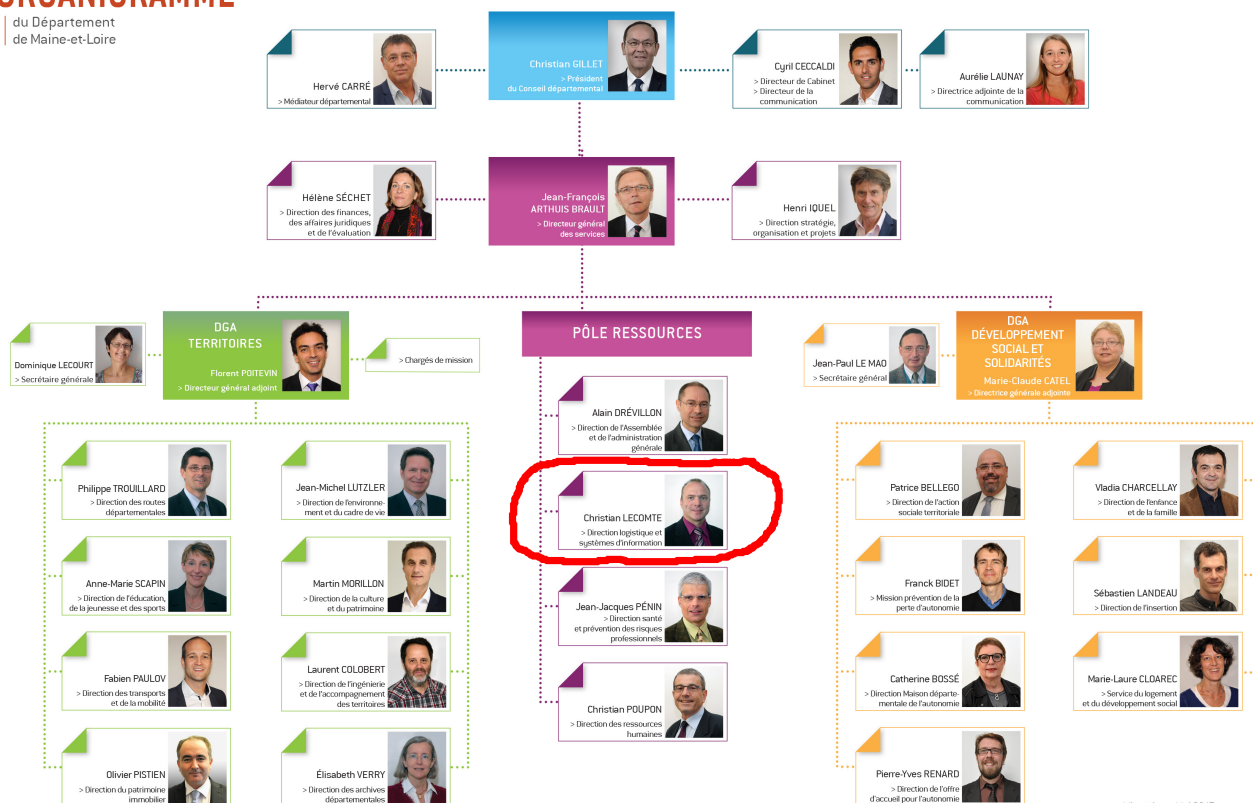 ORGANIGRAMME
du Département
de Maine-et-Loire
Hervé CARRÉ
> Médiateur départemental
Christian GILLET
> Président
du Conseil départemental
Cyril CECCALDI
> Directeur de Cabinet
> Directeur de la
communication
Aurélie LAUNAY
> Directrice adjointe de la
communication
Hélène SÉCHET
> Direction des finances,
des affaires juridiques
et de l'évaluation
Jean-François
ARTHUIS BRAULT
> Directeur général
des services
Henri IQUEL
> Direction stratégie,
organisation et projets
Dominique LECOURT
> Secrétaire générale
DGA
TERRITOIRES
Florent POITEVIN
> Directeur général adjoint
> Chargés de mission
PÔLE RESSOURCES
Jean-Paul LE MAO
> Secrétaire général
DGA
DÉVELOPPEMENT
SOCIAL ET
SOLIDARITÉS
Marie-Claude CATEL
> Directrice générale adjointe
Philippe TROUILLARD
> Direction des routes
départementales
Jean-Michel LUTZLER
> Direction de l'environne-
ment et du cadre de vie
Anne-Marie SCAPIN
> Direction de l'éducation,
de la jeunesse et des sports
Martin MORILLON
> Direction de la culture
et du patrimoine
Fabien PAULOV
> Direction des transports
et de la mobilité
Laurent COLOBERT
> Direction de l'ingénierie
et de l'accompagnement
des territoires
Olivier PISTIEN
> Direction du patrimoine
immobilier
Élisabeth VERRY
> Direction des archives
départementales
Alain DRÉVILLON
> Direction de l'Assemblée
et de l'administration
générale
Christian LECOMTE
> Direction logistique et
systèmes d'information
Jean-Jacques PÉNIN
> Direction santé
et prévention des risques
professionnels
Christian POUPON
> Direction des ressources
humaines
Patrice BELLEGO
> Direction de l'action
sociale territoriale
Vladia CHARCELLAY
> Direction de l'enfance
et de la famille
Franck BIDET
> Mission prévention de la
perte d'autonomie
Sébastien LANDEAU
> Direction de l'insertion
Catherine BOSSÉ
> Direction Maison départe-
mentale de l'autonomie
Marie-Laure CLOAREC
> Service du logement
et du développement social
Pierre-Yves RENARD
> Direction de l'offre
d'accueil pour l'autonomie